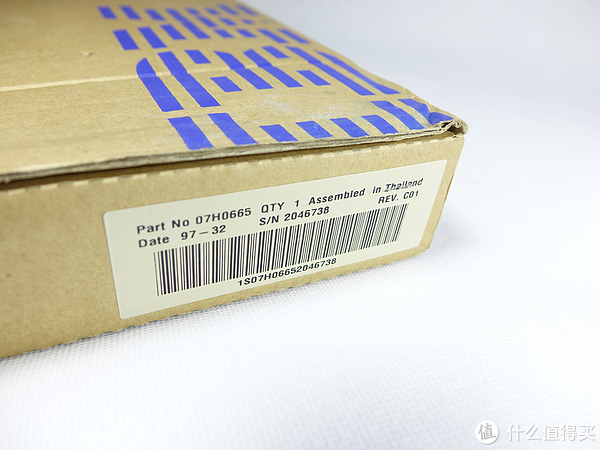 Part No 07H0665 QTY 1 Assembled in Thailand
Date 97-32 S/N 2046738 REV. C01
1S07H06652046738
值 什么值得买